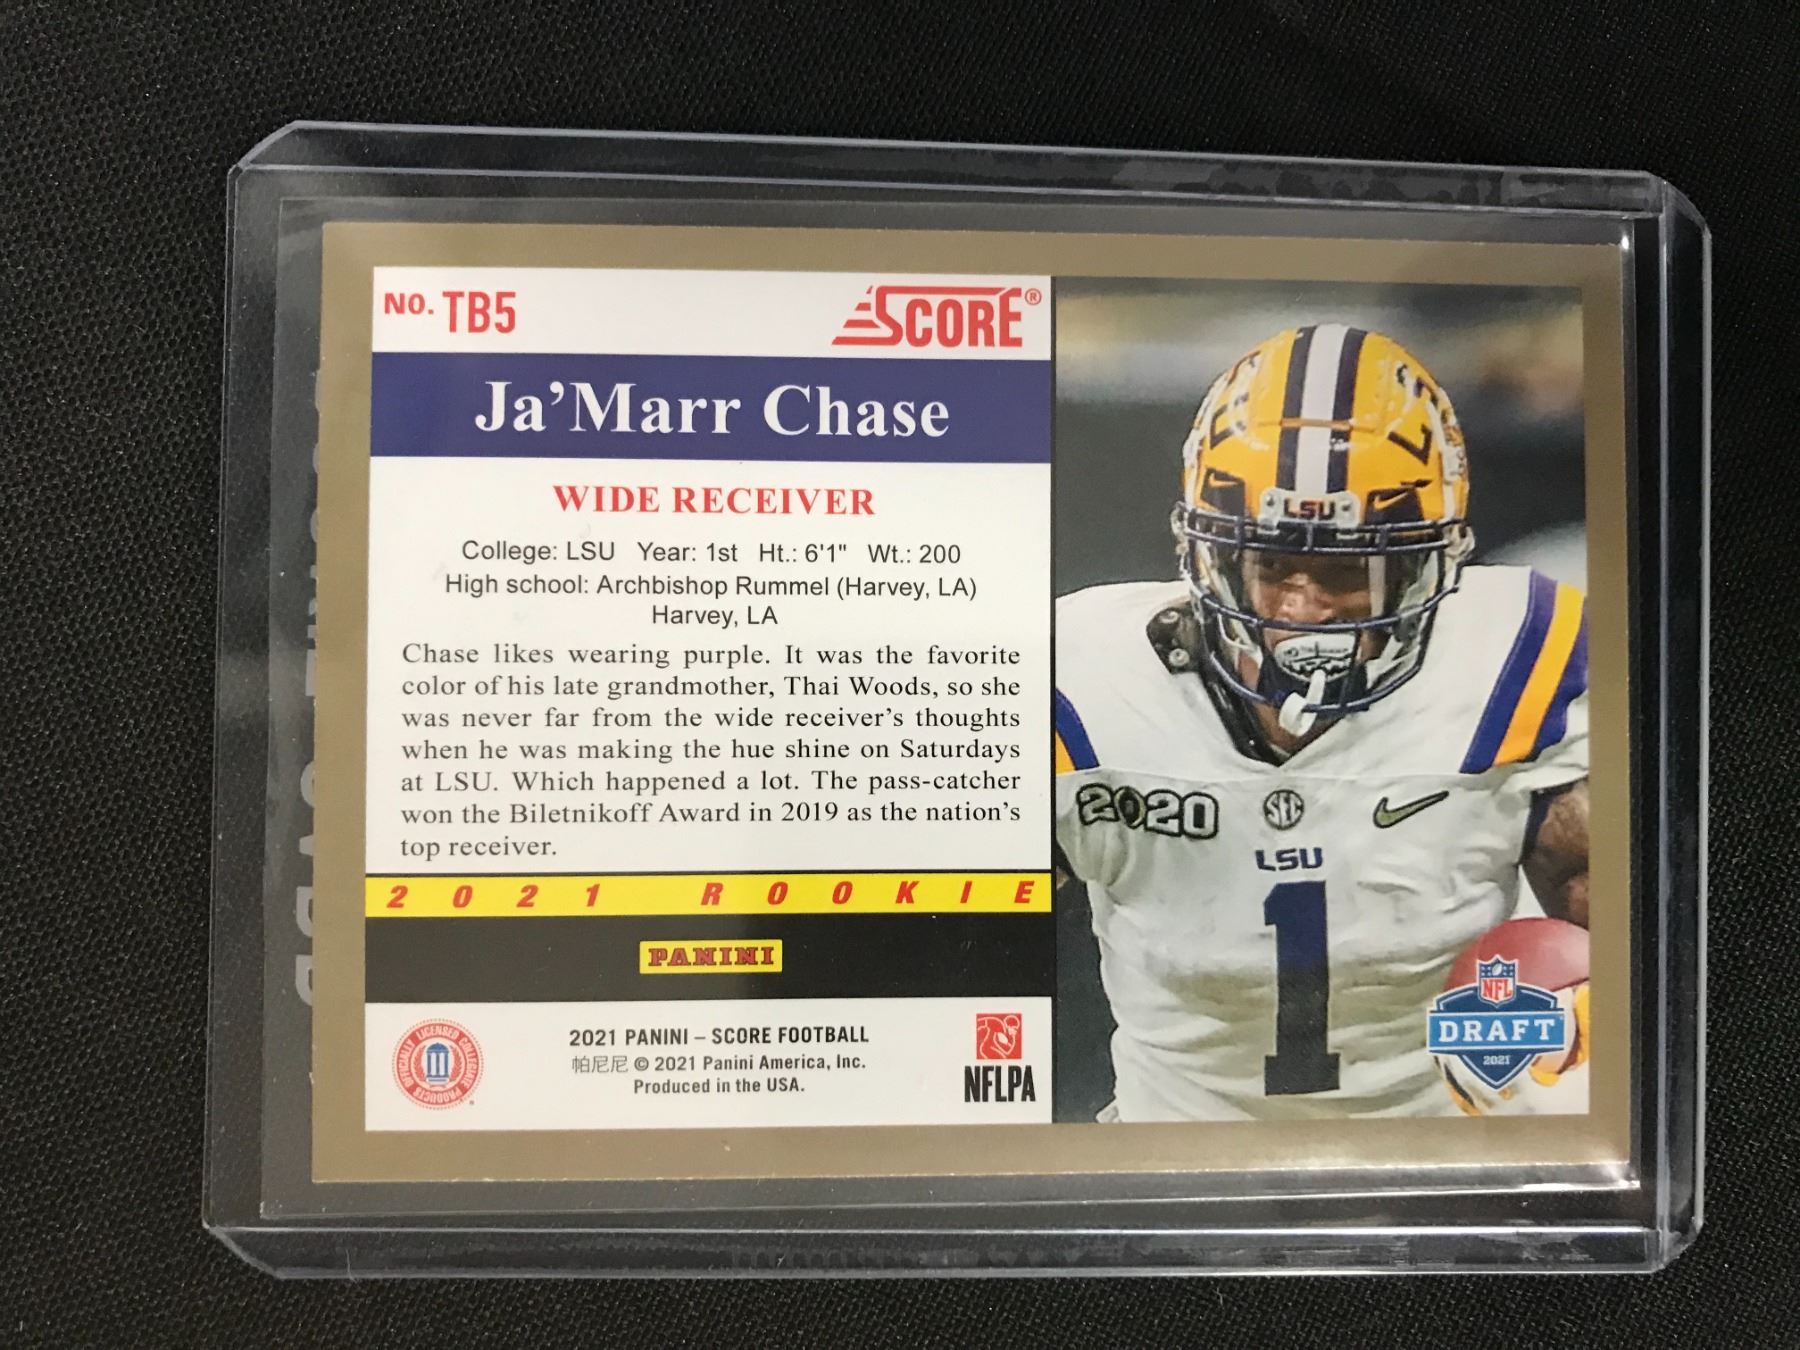 NO. TB5
SCORE®
Ja'Marr Chase
WIDE RECEIVER
College: LSU Year: 1st Ht.: 6'1" Wt.: 200
High school: Archbishop Rummel (Harvey, LA)
Harvey, LA
Chase likes wearing purple. It was the favorite
color of his late grandmother, Thai Woods, so she
was never far from the wide receiver's thoughts
when he was making the hue shine on Saturdays
at LSU. Which happened a lot. The pass-catcher
won the Biletnikoff Award in 2019 as the nation's
top receiver.
2021 ROOKIE
PANINI
OFFICIALLY LICENSED COLLEGIATE PRODUCTS
2021 PANINI – SCORE FOOTBALL
帕尼尼 © 2021 Panini America, Inc.
Produced in the USA.
NFLPA
LSU
2020
SEC
LSU
1
NFL
DRAFT
2021